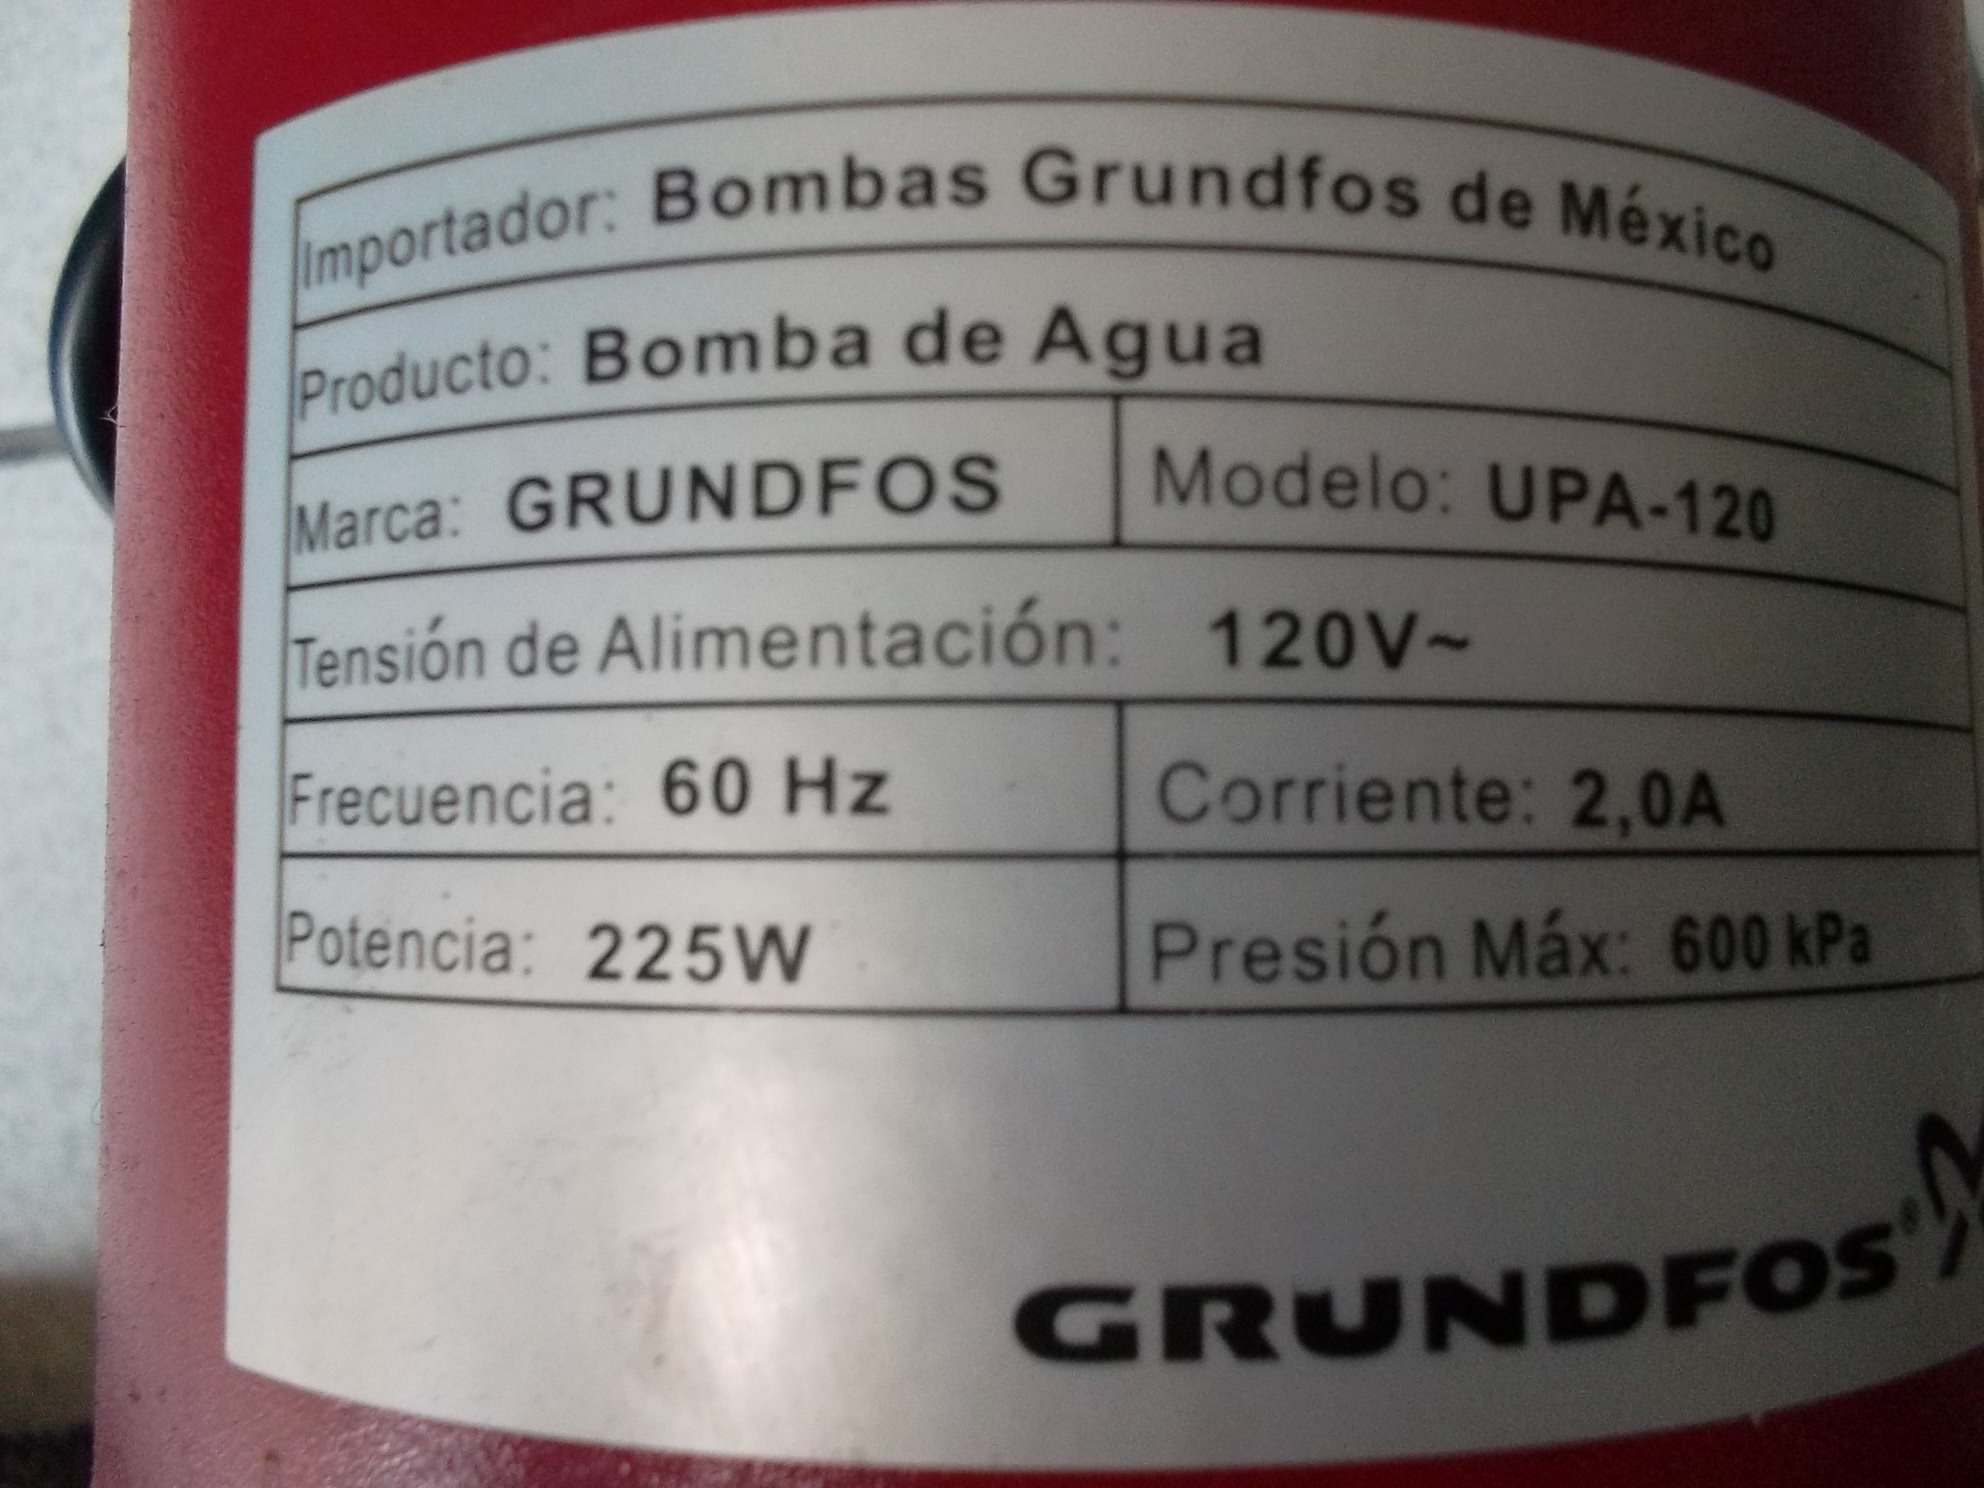 Importador: Bombas Grundfos de México
Producto: Bomba de Agua
Marca: GRUNDFOS Modelo: UPA-120
Tensión de Alimentación: 120V~
Frecuencia: 60 Hz Corriente: 2,0A
Potencia: 225W Presión Máx: 600 kPa
GRUNDFOS®